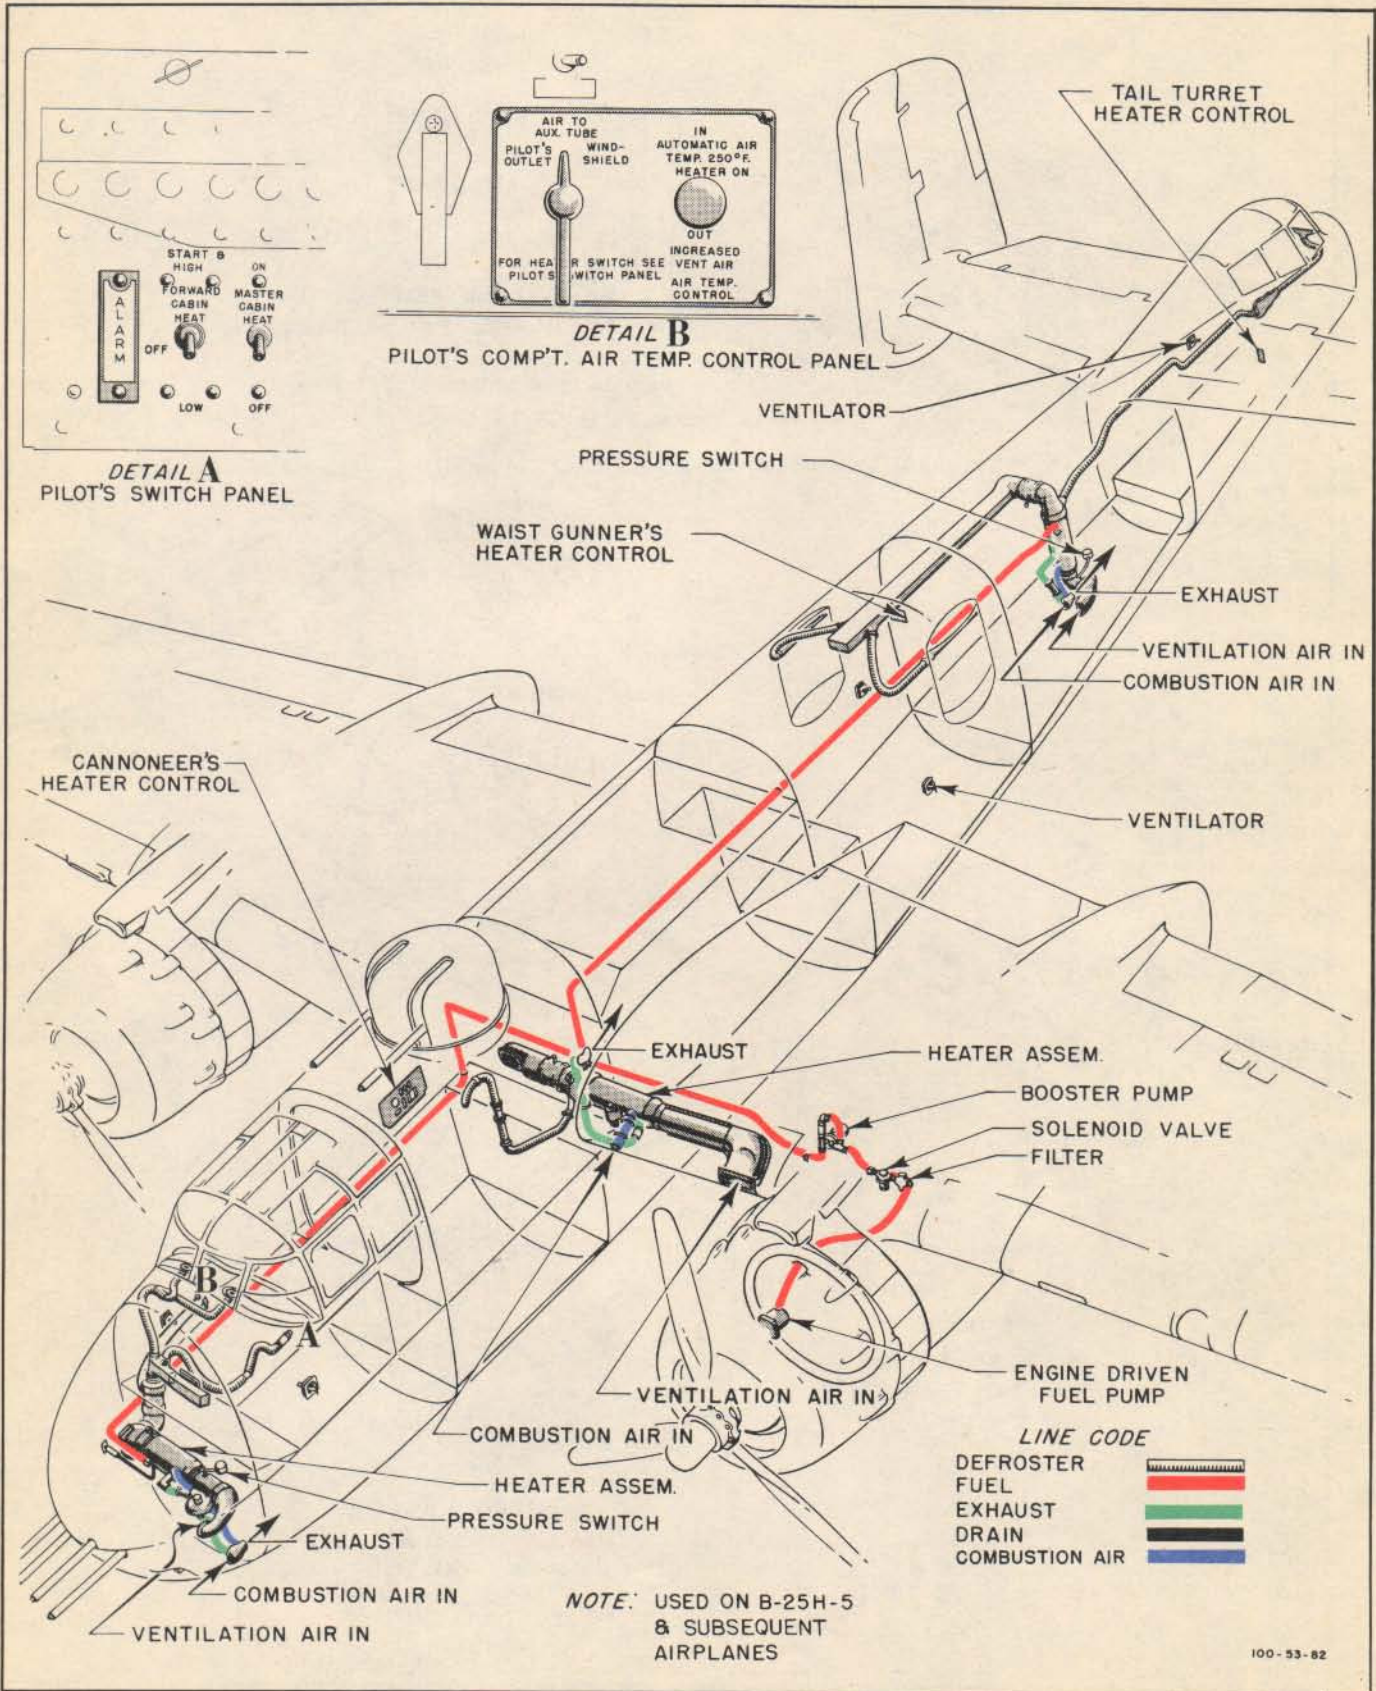 START &
HIGH
ON
FORWARD
CABIN
HEAT
MASTER
CABIN
HEAT
ALARM
OFF
LOW
OFF
DETAIL A
PILOT'S SWITCH PANEL
AIR TO
AUX. TUBE
PILOT'S
OUTLET
WIND-
SHIELD
IN
AUTOMATIC AIR
TEMP. 250°F.
HEATER ON
OUT
INCREASED
VENT AIR
AIR TEMP.
CONTROL
FOR HEA R SWITCH SEE
PILOT'S WITCH PANEL
DETAIL B
PILOT'S COMP'T. AIR TEMP. CONTROL PANEL
TAIL TURRET
HEATER CONTROL
VENTILATOR
PRESSURE SWITCH
WAIST GUNNER'S
HEATER CONTROL
EXHAUST
VENTILATION AIR IN
COMBUSTION AIR IN
CANNONEER'S
HEATER CONTROL
VENTILATOR
EXHAUST
HEATER ASSEM.
BOOSTER PUMP
SOLENOID VALVE
FILTER
B
A
ENGINE DRIVEN
FUEL PUMP
VENTILATION AIR IN
COMBUSTION AIR IN
HEATER ASSEM.
PRESSURE SWITCH
EXHAUST
COMBUSTION AIR IN
VENTILATION AIR IN
LINE CODE
DEFROSTER
FUEL
EXHAUST
DRAIN
COMBUSTION AIR
NOTE: USED ON B-25H-5
& SUBSEQUENT
AIRPLANES
100-53-82